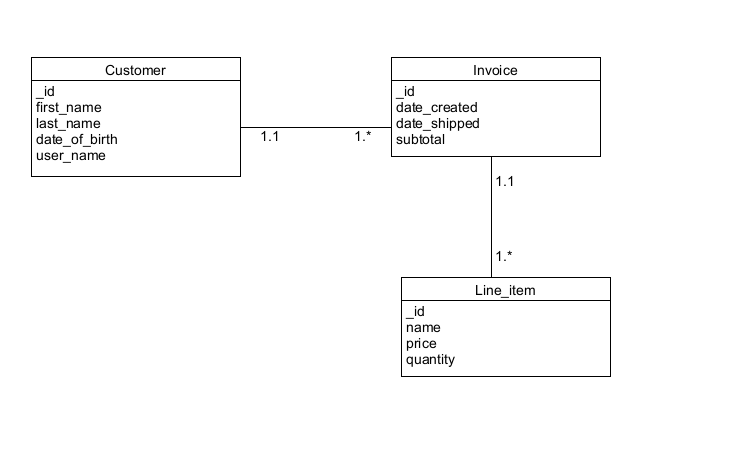 Customer
_id
first_name
last_name
date_of_birth
user_name
1.1
1.*
Invoice
_id
date_created
date_shipped
subtotal
1.1
1.*
Line_item
_id
name
price
quantity